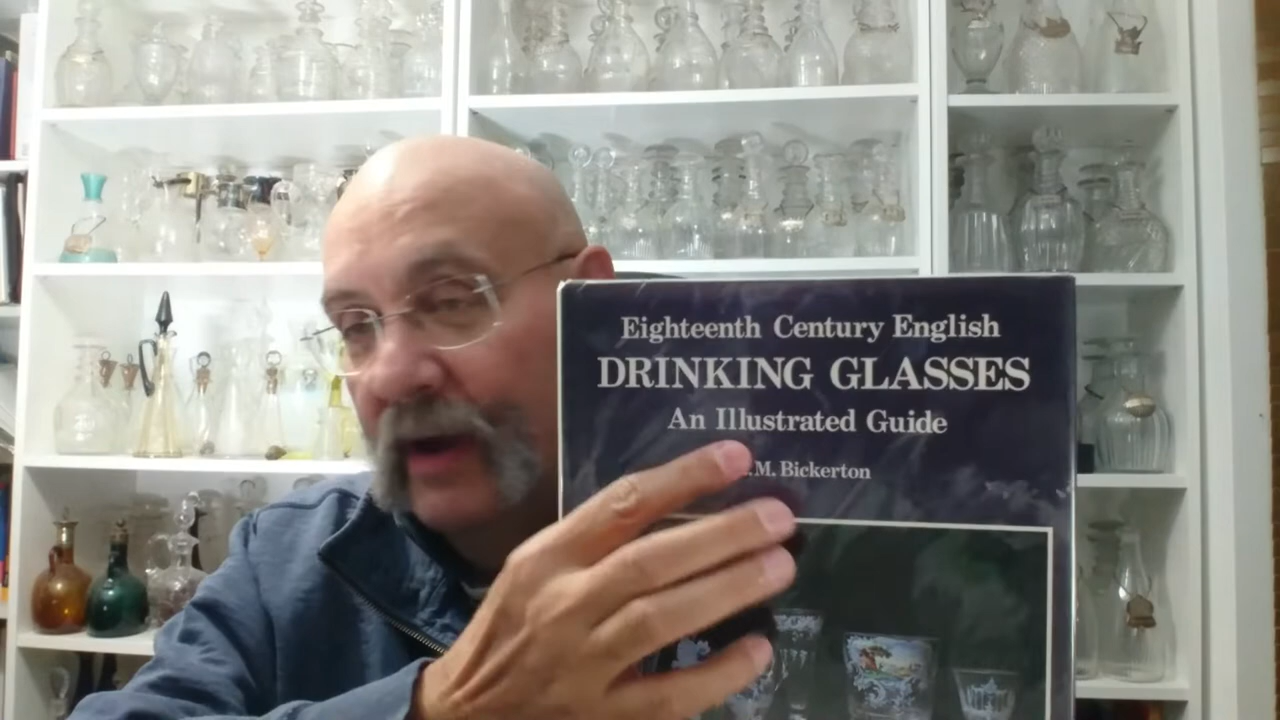 Eighteenth Century English
DRINKING GLASSES
An Illustrated Guide
.M. Bickerton